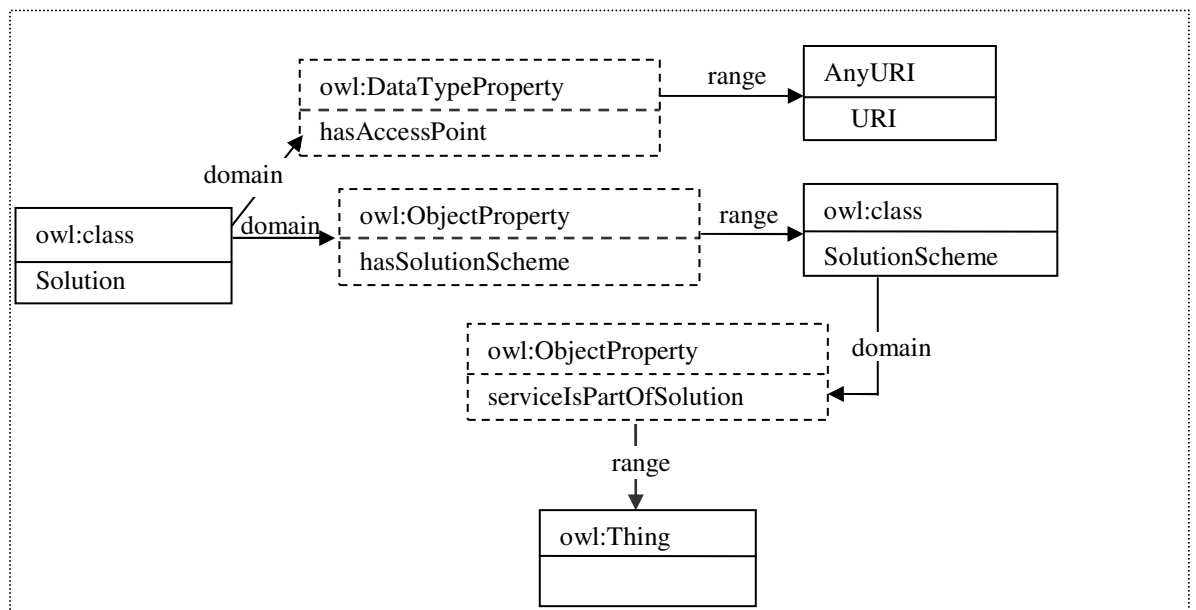 owl:DataTypeProperty
hasAccessPoint
range
AnyURI
URI
domain
owl:class
Solution
domain
owl:ObjectProperty
hasSolutionScheme
range
owl:class
SolutionScheme
domain
owl:ObjectProperty
serviceIsPartOfSolution
range
owl:Thing